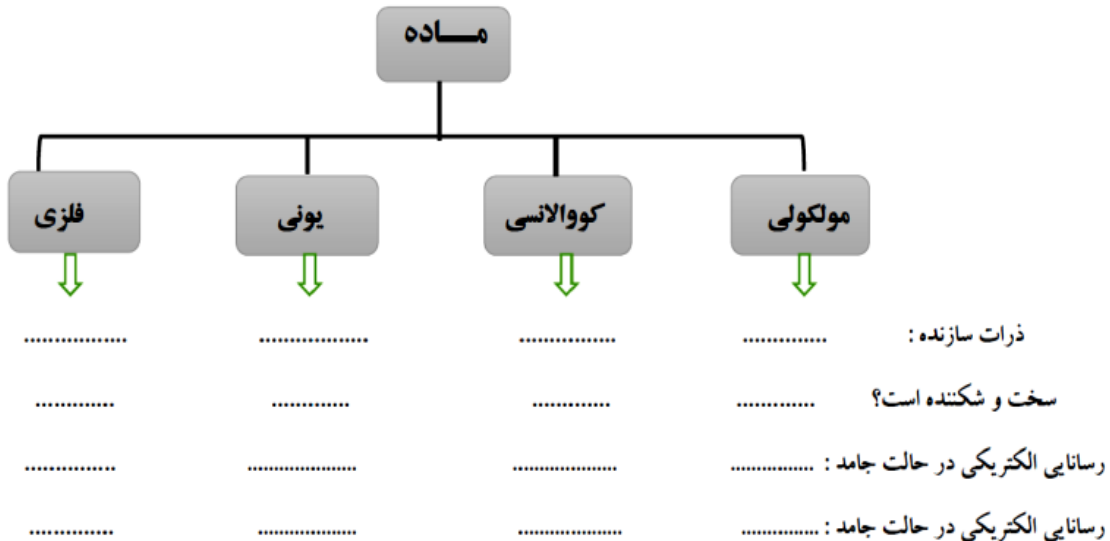 مـــاده
مولکولی کووالانسی یونی فلزی
ذرات سازنده : .............. ................ .................. .................
سخت و شکننده است؟ ............. ............. ............. .............
رسانایی الکتریکی در حالت جامد : ................ .................... ..................... ...............
رسانایی الکتریکی در حالت جامد : ............... .................... ................... ..............